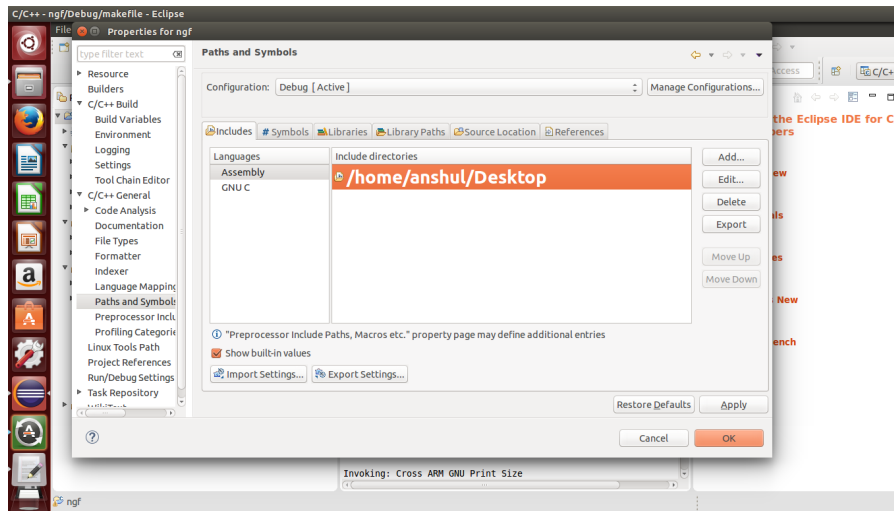 C/C++ - ngf/Debug/makefile - Eclipse
File
Properties for ngf
type filter text
Resource
Builders
C/C++ Build
Build Variables
Environment
Logging
Settings
Tool Chain Editor
C/C++ General
Code Analysis
Documentation
File Types
Formatter
Indexer
Language Mapping
Paths and Symbols
Preprocessor Inclu
Profiling Categorie
Linux Tools Path
Project References
Run/Debug Settings
Task Repository
Paths and Symbols
Configuration: Debug [ Active ]
Manage Configurations...
Includes # Symbols Libraries Library Paths Source Location References
Languages
Assembly
GNU C
Include directories
/home/anshul/Desktop
Add...
Edit...
Delete
Export
Move Up
Move Down
"Preprocessor Include Paths, Macros etc." property page may define additional entries
Show built-in values
Import Settings... Export Settings...
Restore Defaults Apply
Cancel OK
Access C/C+
the Eclipse IDE for C
pers
ew
als
es
New
ench
Invoking: Cross ARM GNU Print Size
ngf